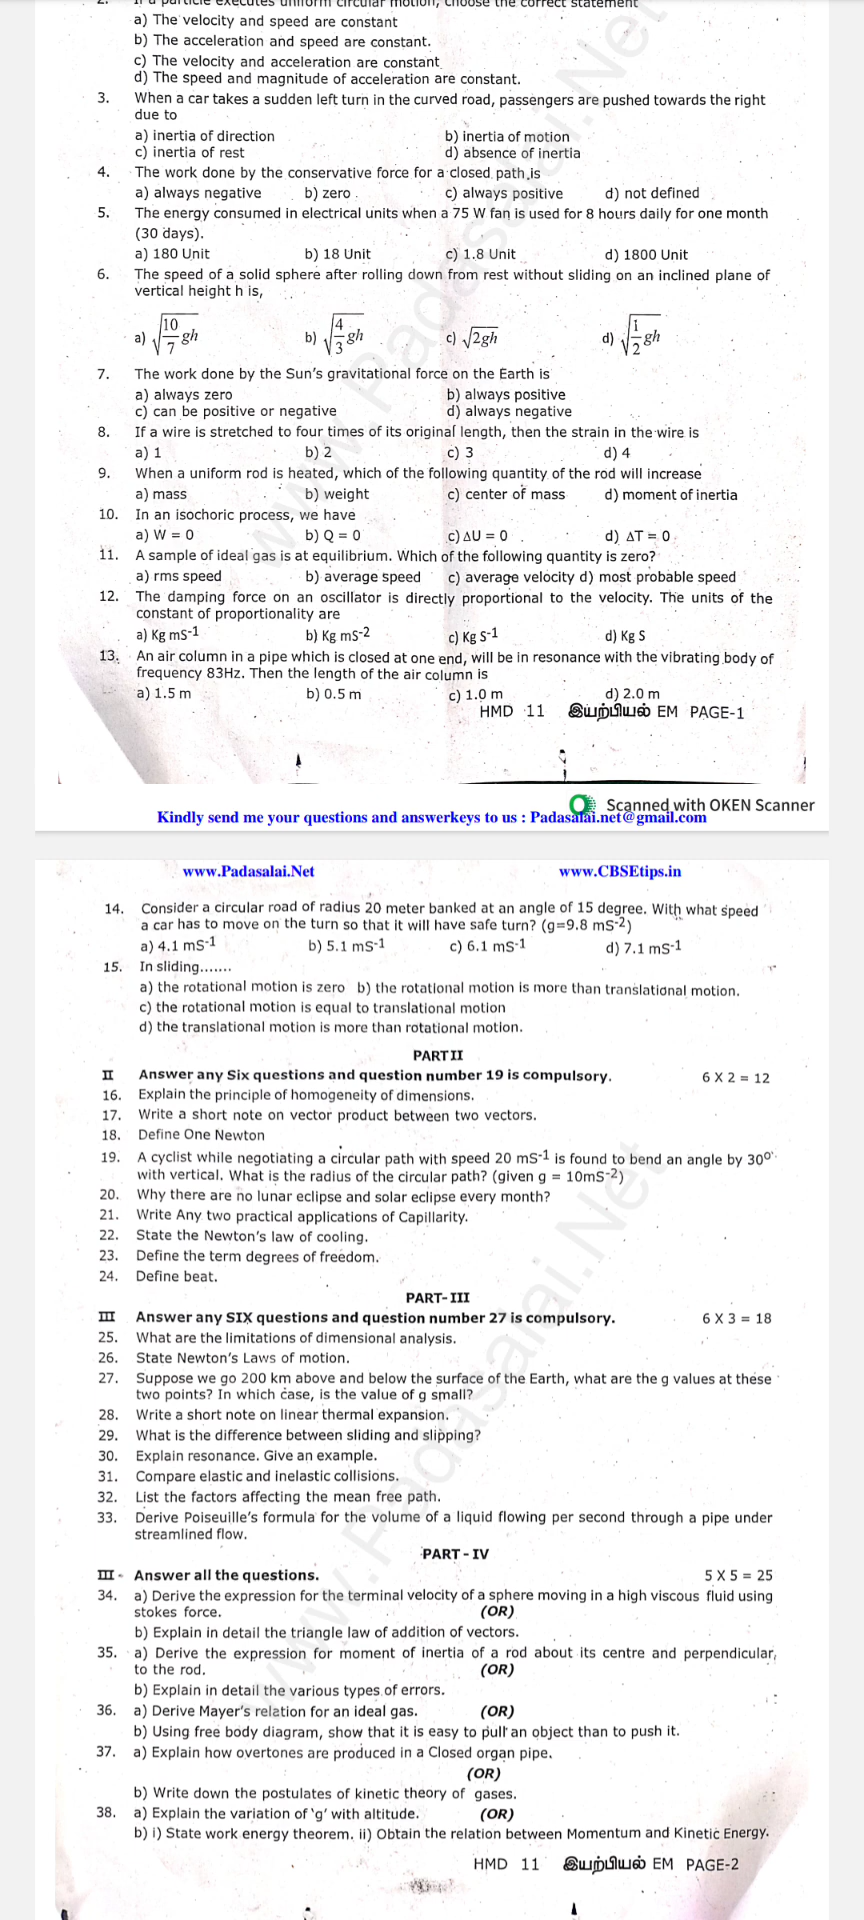 2. If a particle executes uniform circular motion, choose the correct statement
a) The velocity and speed are constant
b) The acceleration and speed are constant.
c) The velocity and acceleration are constant
d) The speed and magnitude of acceleration are constant.
3. When a car takes a sudden left turn in the curved road, passengers are pushed towards the right
due to
a) inertia of direction b) inertia of motion
c) inertia of rest d) absence of inertia
4. The work done by the conservative force for a closed path is
a) always negative b) zero c) always positive d) not defined
5. The energy consumed in electrical units when a 75 W fan is used for 8 hours daily for one month
(30 days).
a) 180 Unit b) 18 Unit c) 1.8 Unit d) 1800 Unit
6. The speed of a solid sphere after rolling down from rest without sliding on an inclined plane of
vertical height h is,
a) √(10/7 gh) b) √(4/3 gh) c) √2gh d) √(1/2 gh)
7. The work done by the Sun's gravitational force on the Earth is
a) always zero b) always positive
c) can be positive or negative d) always negative
8. If a wire is stretched to four times of its original length, then the strain in the wire is
a) 1 b) 2 c) 3 d) 4
9. When a uniform rod is heated, which of the following quantity of the rod will increase
a) mass b) weight c) center of mass d) moment of inertia
10. In an isochoric process, we have
a) W = 0 b) Q = 0 c) ΔU = 0 d) ΔT = 0
11. A sample of ideal gas is at equilibrium. Which of the following quantity is zero?
a) rms speed b) average speed c) average velocity d) most probable speed
12. The damping force on an oscillator is directly proportional to the velocity. The units of the
constant of proportionality are
a) Kg mS-1 b) Kg mS-2 c) Kg S-1 d) Kg S
13. An air column in a pipe which is closed at one end, will be in resonance with the vibrating body of
frequency 83Hz. Then the length of the air column is
a) 1.5 m b) 0.5 m c) 1.0 m d) 2.0 m
HMD 11 இயற்பியல் EM PAGE-1
Scanned with OKEN Scanner
Kindly send me your questions and answerkeys to us : Padasalai.net@gmail.com
www.Padasalai.Net www.CBSEtips.in
14. Consider a circular road of radius 20 meter banked at an angle of 15 degree. With what speed
a car has to move on the turn so that it will have safe turn? (g=9.8 mS-2)
a) 4.1 mS-1 b) 5.1 mS-1 c) 6.1 mS-1 d) 7.1 mS-1
15. In sliding.......
a) the rotational motion is zero b) the rotational motion is more than translational motion.
c) the rotational motion is equal to translational motion
d) the translational motion is more than rotational motion.
PART II
II Answer any Six questions and question number 19 is compulsory. 6 X 2 = 12
16. Explain the principle of homogeneity of dimensions.
17. Write a short note on vector product between two vectors.
18. Define One Newton
19. A cyclist while negotiating a circular path with speed 20 mS-1 is found to bend an angle by 30°
with vertical. What is the radius of the circular path? (given g = 10mS-2)
20. Why there are no lunar eclipse and solar eclipse every month?
21. Write Any two practical applications of Capillarity.
22. State the Newton's law of cooling.
23. Define the term degrees of freedom.
24. Define beat.
PART-III
III Answer any SIX questions and question number 27 is compulsory. 6 X 3 = 18
25. What are the limitations of dimensional analysis.
26. State Newton's Laws of motion.
27. Suppose we go 200 km above and below the surface of the Earth, what are the g values at these
two points? In which case, is the value of g small?
28. Write a short note on linear thermal expansion.
29. What is the difference between sliding and slipping?
30. Explain resonance. Give an example.
31. Compare elastic and inelastic collisions.
32. List the factors affecting the mean free path.
33. Derive Poiseuille's formula for the volume of a liquid flowing per second through a pipe under
streamlined flow.
PART - IV
III - Answer all the questions. 5 X 5 = 25
34. a) Derive the expression for the terminal velocity of a sphere moving in a high viscous fluid using
stokes force. (OR)
b) Explain in detail the triangle law of addition of vectors.
35. a) Derive the expression for moment of inertia of a rod about its centre and perpendicular,
to the rod. (OR)
b) Explain in detail the various types of errors.
36. a) Derive Mayer's relation for an ideal gas. (OR)
b) Using free body diagram, show that it is easy to pull an object than to push it.
37. a) Explain how overtones are produced in a Closed organ pipe.
(OR)
b) Write down the postulates of kinetic theory of gases.
38. a) Explain the variation of 'g' with altitude. (OR)
b) i) State work energy theorem. ii) Obtain the relation between Momentum and Kinetic Energy.
HMD 11 இயற்பியல் EM PAGE-2
www.Padasalai.Net
www.Padasalai.Net